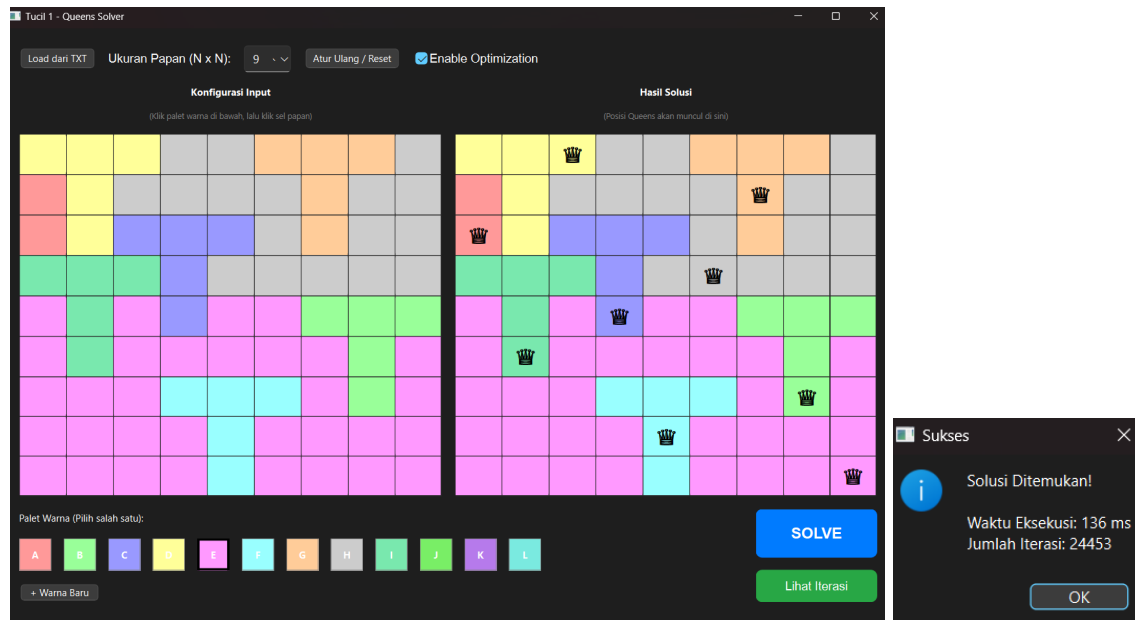 Tucil 1 - Queens Solver
Load dari TXT
Ukuran Papan (N x N):
9
Atur Ulang / Reset
Enable Optimization
Konfigurasi Input
(Klik palet warna di bawah, lalu klik sel papan)
Hasil Solusi
(Posisi Queens akan muncul di sini)
Palet Warna (Pilih salah satu):
A B C D E F G H I J K L
+ Warna Baru
SOLVE
Lihat Iterasi
Sukses
Solusi Ditemukan!
Waktu Eksekusi: 136 ms
Jumlah Iterasi: 24453
OK